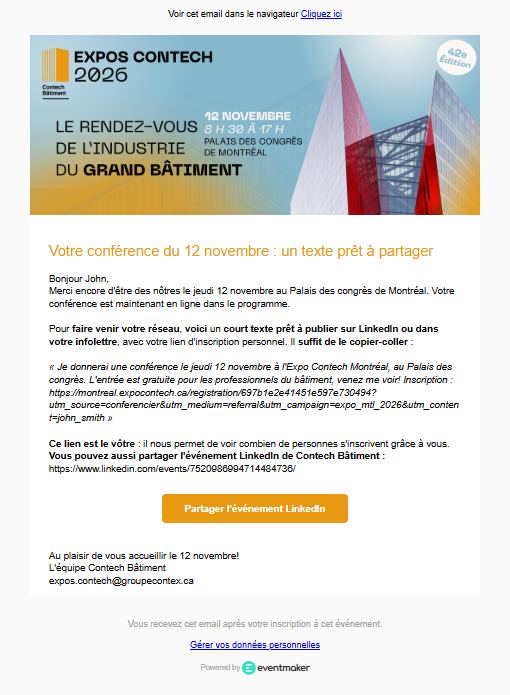 Voir cet email dans le navigateur Cliquez ici
EXPOS CONTECH
2026
Contech
Bâtiment
42e
Édition
LE RENDEZ-VOUS
DE L'INDUSTRIE
DU GRAND BÂTIMENT
12 NOVEMBRE
8 H 30 À 17 H
PALAIS DES CONGRÈS
DE MONTRÉAL
Votre conférence du 12 novembre : un texte prêt à partager
Bonjour John,
Merci encore d'être des nôtres le jeudi 12 novembre au Palais des congrès de Montréal. Votre
conférence est maintenant en ligne dans le programme.
Pour faire venir votre réseau, voici un court texte prêt à publier sur LinkedIn ou dans
votre infolettre, avec votre lien d'inscription personnel. Il suffit de le copier-coller :
« Je donnerai une conférence le jeudi 12 novembre à l'Expo Contech Montréal, au Palais des
congrès. L'entrée est gratuite pour les professionnels du bâtiment, venez me voir! Inscription :
https://montreal.expocontech.ca/registration/697b1e2e41451e597e730494?
utm_source=conferencier&utm_medium=referral&utm_campaign=expo_mtl_2026&utm_conten
t=john_smith »
Ce lien est le vôtre : il nous permet de voir combien de personnes s'inscrivent grâce à vous.
Vous pouvez aussi partager l'événement LinkedIn de Contech Bâtiment :
https://www.linkedin.com/events/7520986994714484736/
Partager l'événement LinkedIn
Au plaisir de vous accueillir le 12 novembre!
L'équipe Contech Bâtiment
expos.contech@groupecontex.ca
Vous recevez cet email après votre inscription à cet événement.
Gérer vos données personnelles
Powered by eventmaker